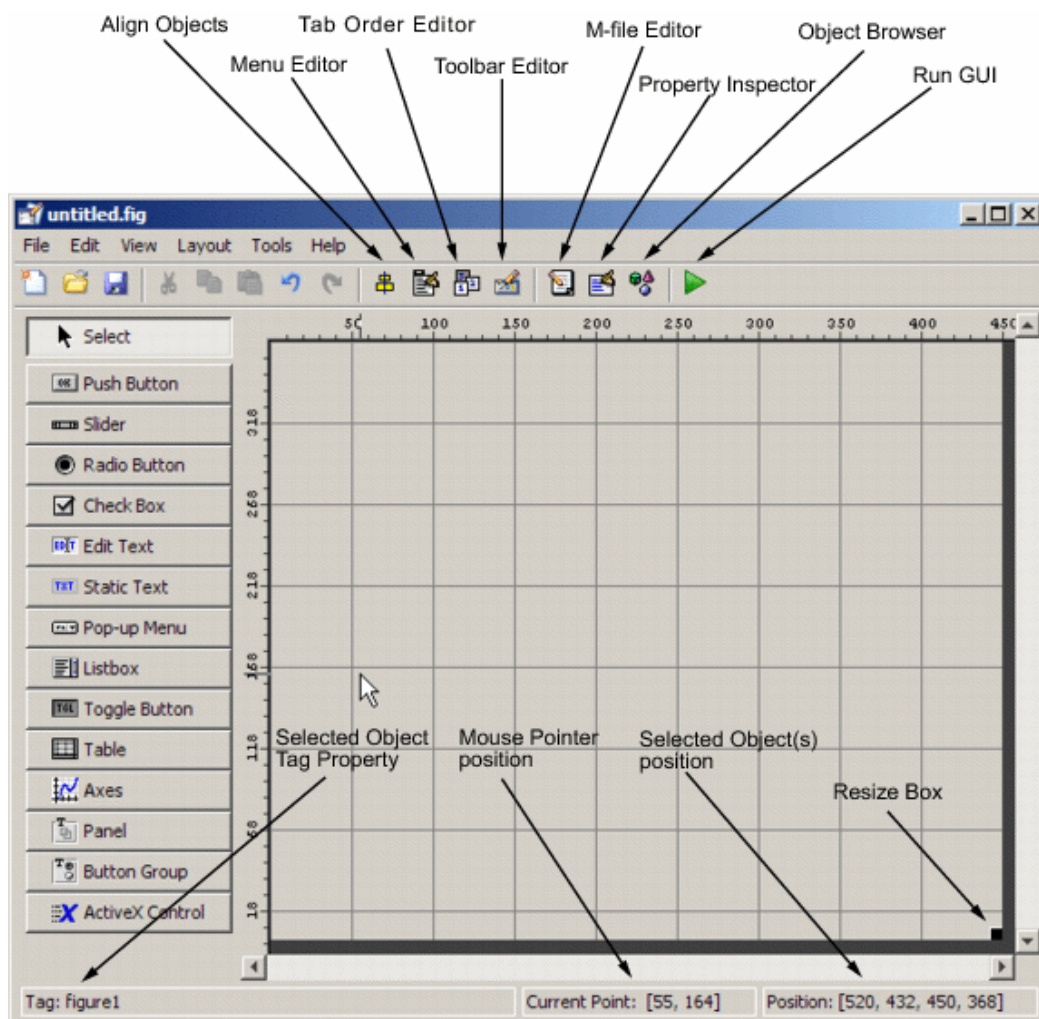 Align Objects
Tab Order Editor
M-file Editor
Object Browser
Menu Editor
Toolbar Editor
Property Inspector
Run GUI
untitled.fig
File Edit View Layout Tools Help
50 100 150 200 250 300 350 400 450
Select
Push Button
Slider
Radio Button
Check Box
Edit Text
Static Text
Pop-up Menu
Listbox
Toggle Button
Table
Axes
Panel
Button Group
ActiveX Control
318
268
218
168
118
68
18
Selected Object
Tag Property
Mouse Pointer
position
Selected Object(s)
position
Resize Box
Tag: figure1
Current Point: [55, 164]
Position: [520, 432, 450, 368]